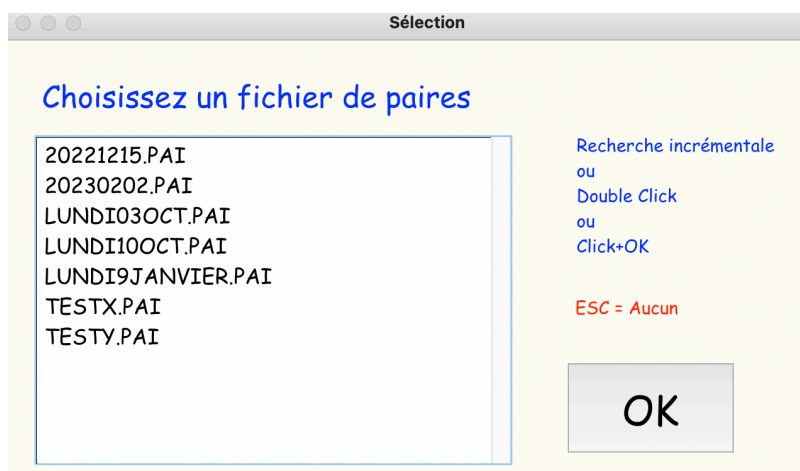 Sélection
Choisissez un fichier de paires
20221215.PAI
20230202.PAI
LUNDI03OCT.PAI
LUNDI10OCT.PAI
LUNDI9JANVIER.PAI
TESTX.PAI
TESTY.PAI
Recherche incrémentale
ou
Double Click
ou
Click+OK
ESC = Aucun
OK